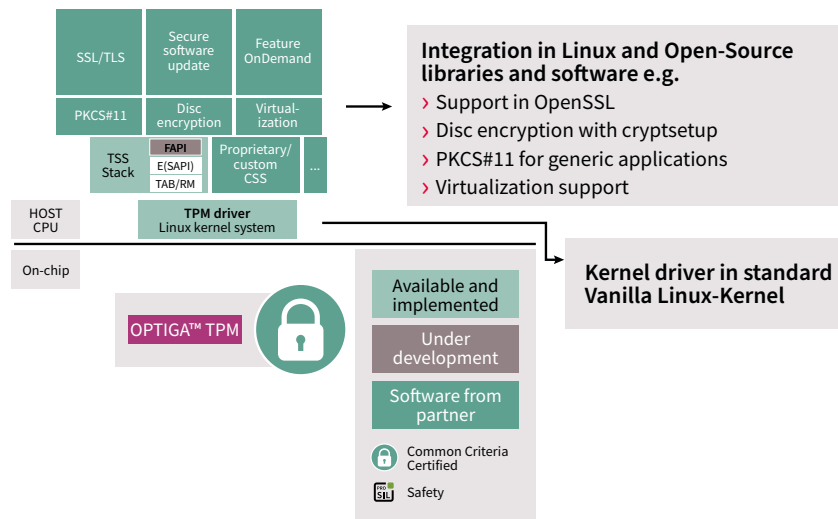 SSL/TLS
Secure
software
update
Feature
OnDemand
PKCS#11
Disc
encryption
Virtual-
ization
TSS
Stack
FAPI
E(SAPI)
TAB/RM
Proprietary/
custom
CSS
...
HOST
CPU
TPM driver
Linux kernel system
On-chip
OPTIGA™ TPM
Integration in Linux and Open-Source
libraries and software e.g.
› Support in OpenSSL
› Disc encryption with cryptsetup
› PKCS#11 for generic applications
› Virtualization support
Kernel driver in standard
Vanilla Linux-Kernel
Available and
implemented
Under
development
Software from
partner
Common Criteria
Certified
PRO
SIL
Safety